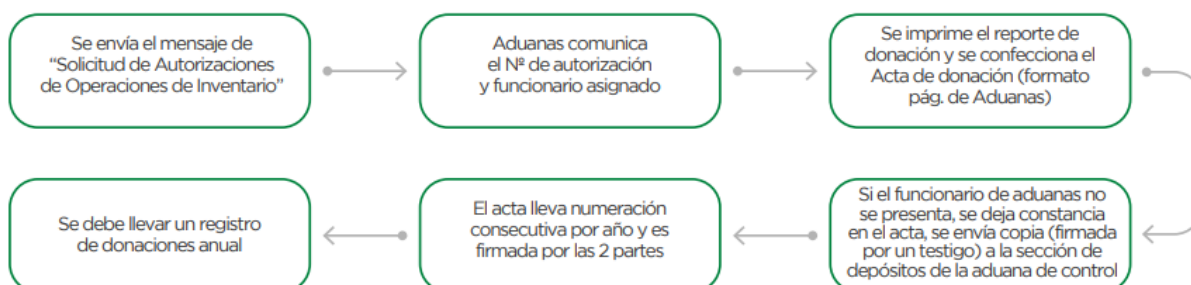 Se envía el mensaje de
“Solicitud de Autorizaciones
de Operaciones de Inventario”
Aduanas comunica
el Nº de autorización
y funcionario asignado
Se imprime el reporte de
donación y se confecciona el
Acta de donación (formato
pág. de Aduanas)
Si el funcionario de aduanas no
se presenta, se deja constancia
en el acta, se envía copia (firmada
por un testigo) a la sección de
depósitos de la aduana de control
El acta lleva numeración
consecutiva por año y es
firmada por las 2 partes
Se debe llevar un registro
de donaciones anual